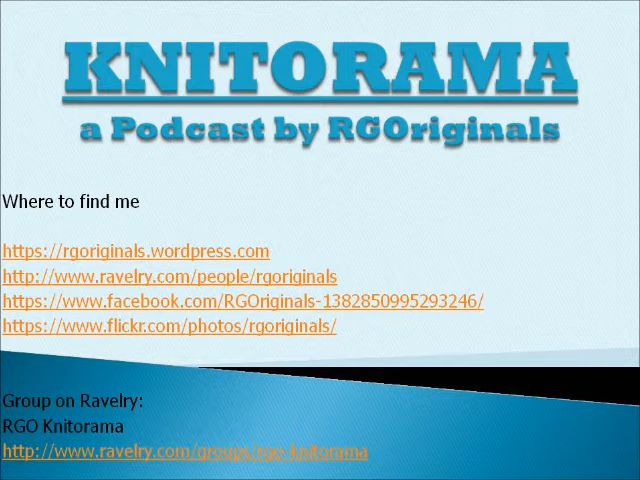 KNITORAMA
a Podcast by RGOriginals
Where to find me
https://rgoriginals.wordpress.com
http://www.ravelry.com/people/rgoriginals
https://www.facebook.com/RGOriginals-1382850995293246/
https://www.flickr.com/photos/rgoriginals/
Group on Ravelry:
RGO Knitorama
http://www.ravelry.com/groups/rgo-knitorama